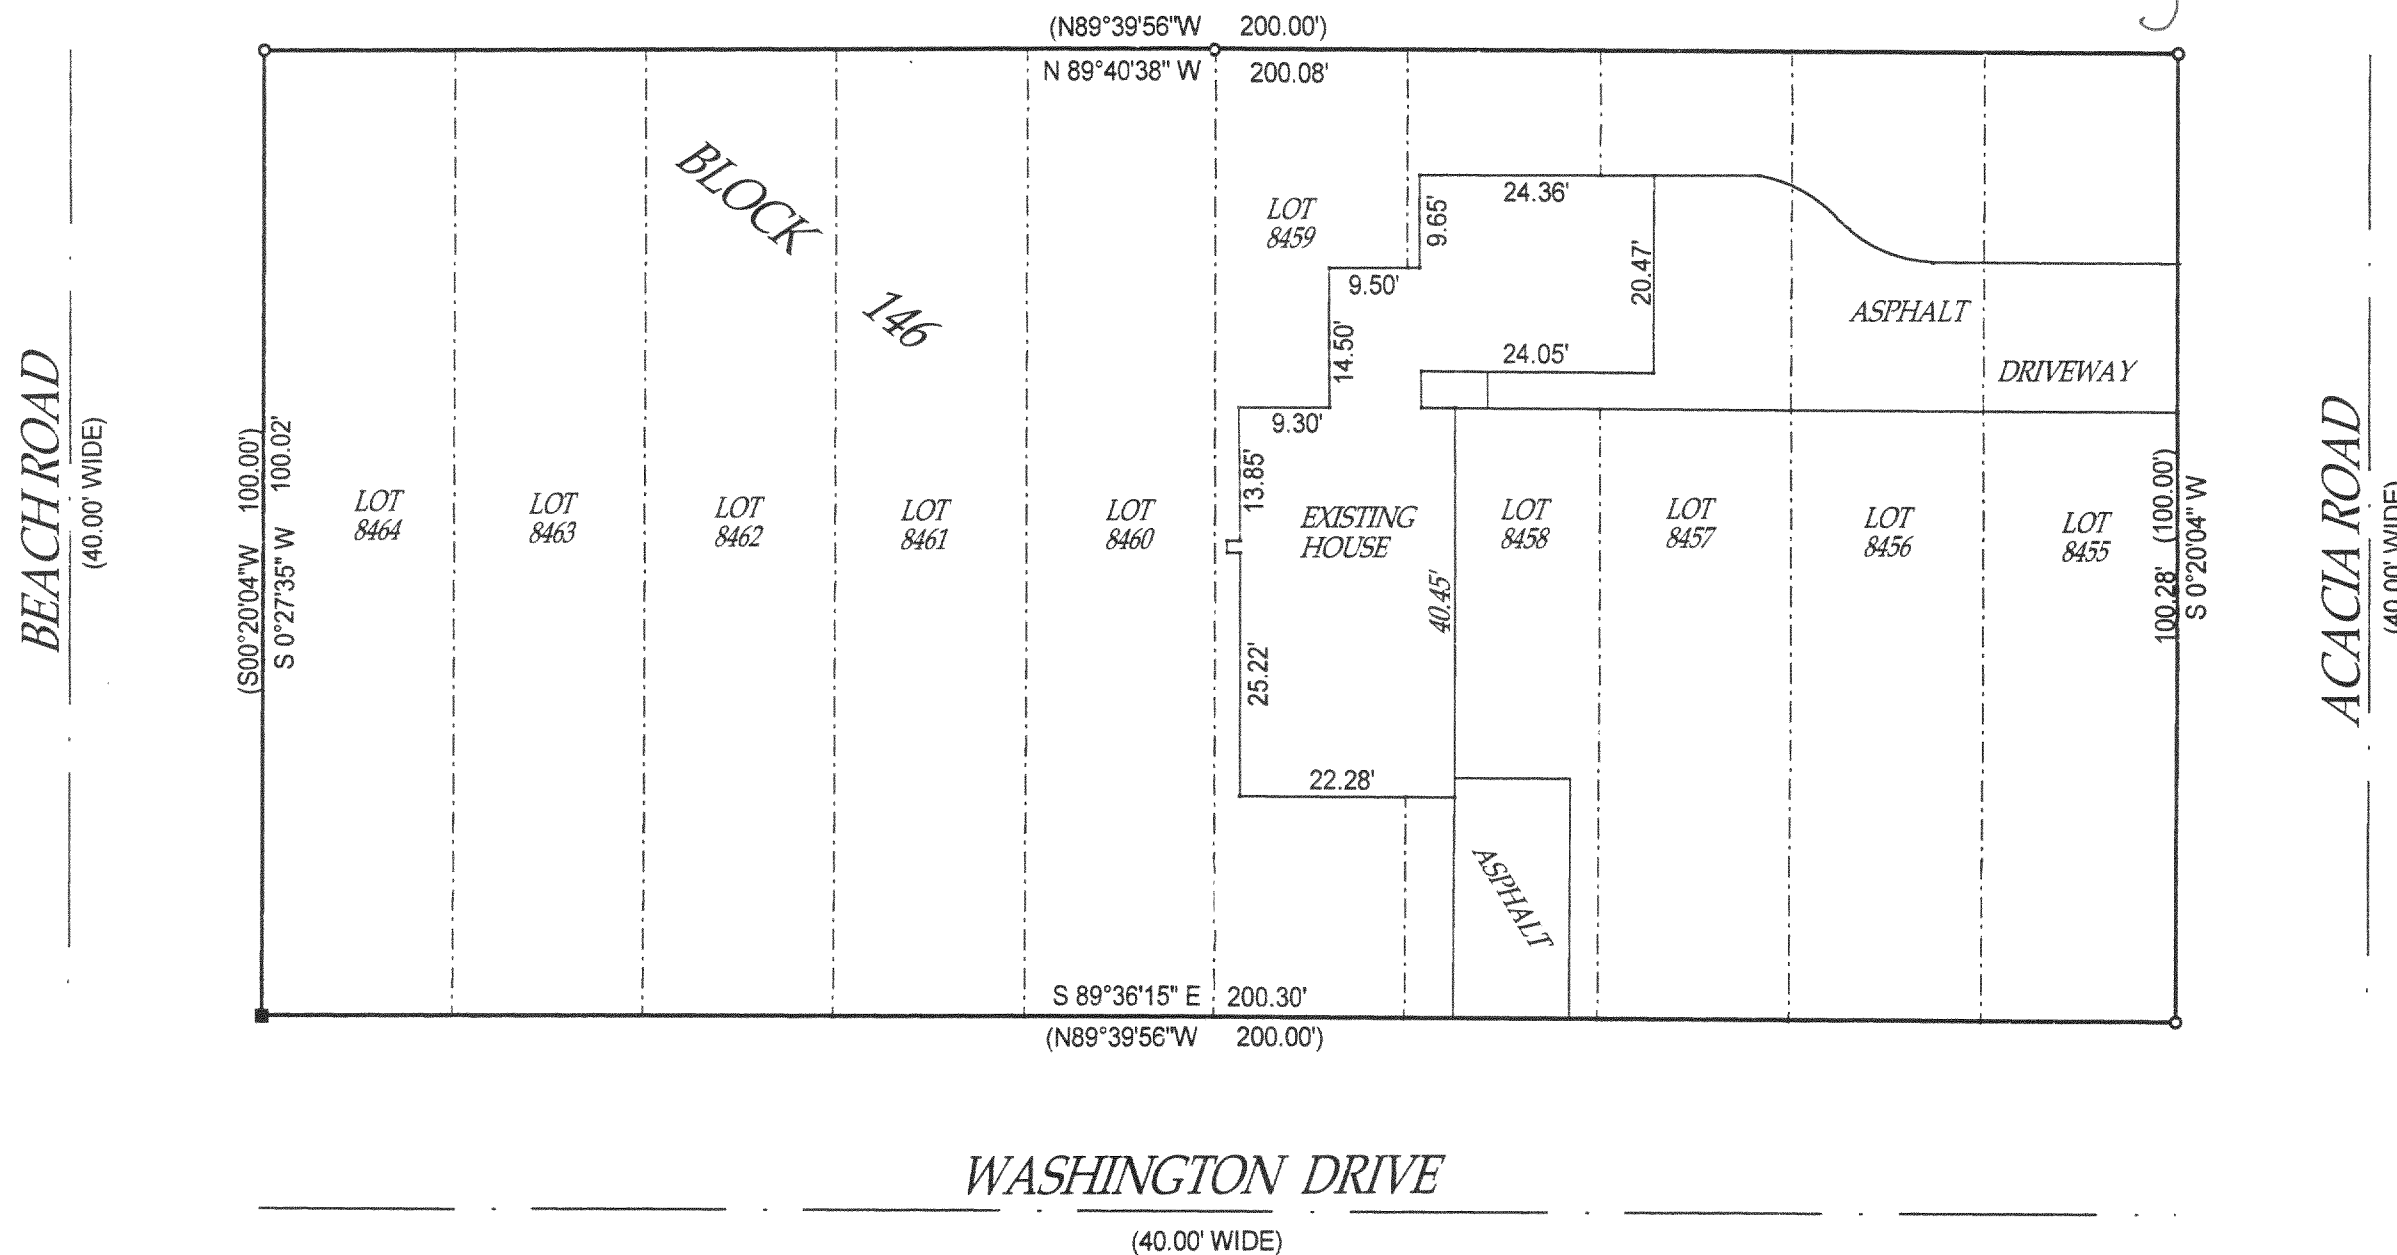 (N89°39'56"W 200.00')
N 89°40'38" W 200.08'
BLOCK
146
LOT
8459
24.36'
9.65'
9.50'
20.47'
14.50'
24.05'
9.30'
ASPHALT
DRIVEWAY
BEACH ROAD
(40.00' WIDE)
(S00°20'04"W 100.00')
S 0°27'35" W 100.02'
LOT
8464
LOT
8463
LOT
8462
LOT
8461
LOT
8460
13.85'
EXISTING
HOUSE
LOT
8458
LOT
8457
LOT
8456
LOT
8455
100.28' (100.00')
S 0°20'04" W
ACACIA ROAD
(40.00' WIDE)
40.45'
25.22'
22.28'
ASPHALT
S 89°36'15" E 200.30'
(N89°39'56"W 200.00')
WASHINGTON DRIVE
(40.00' WIDE)